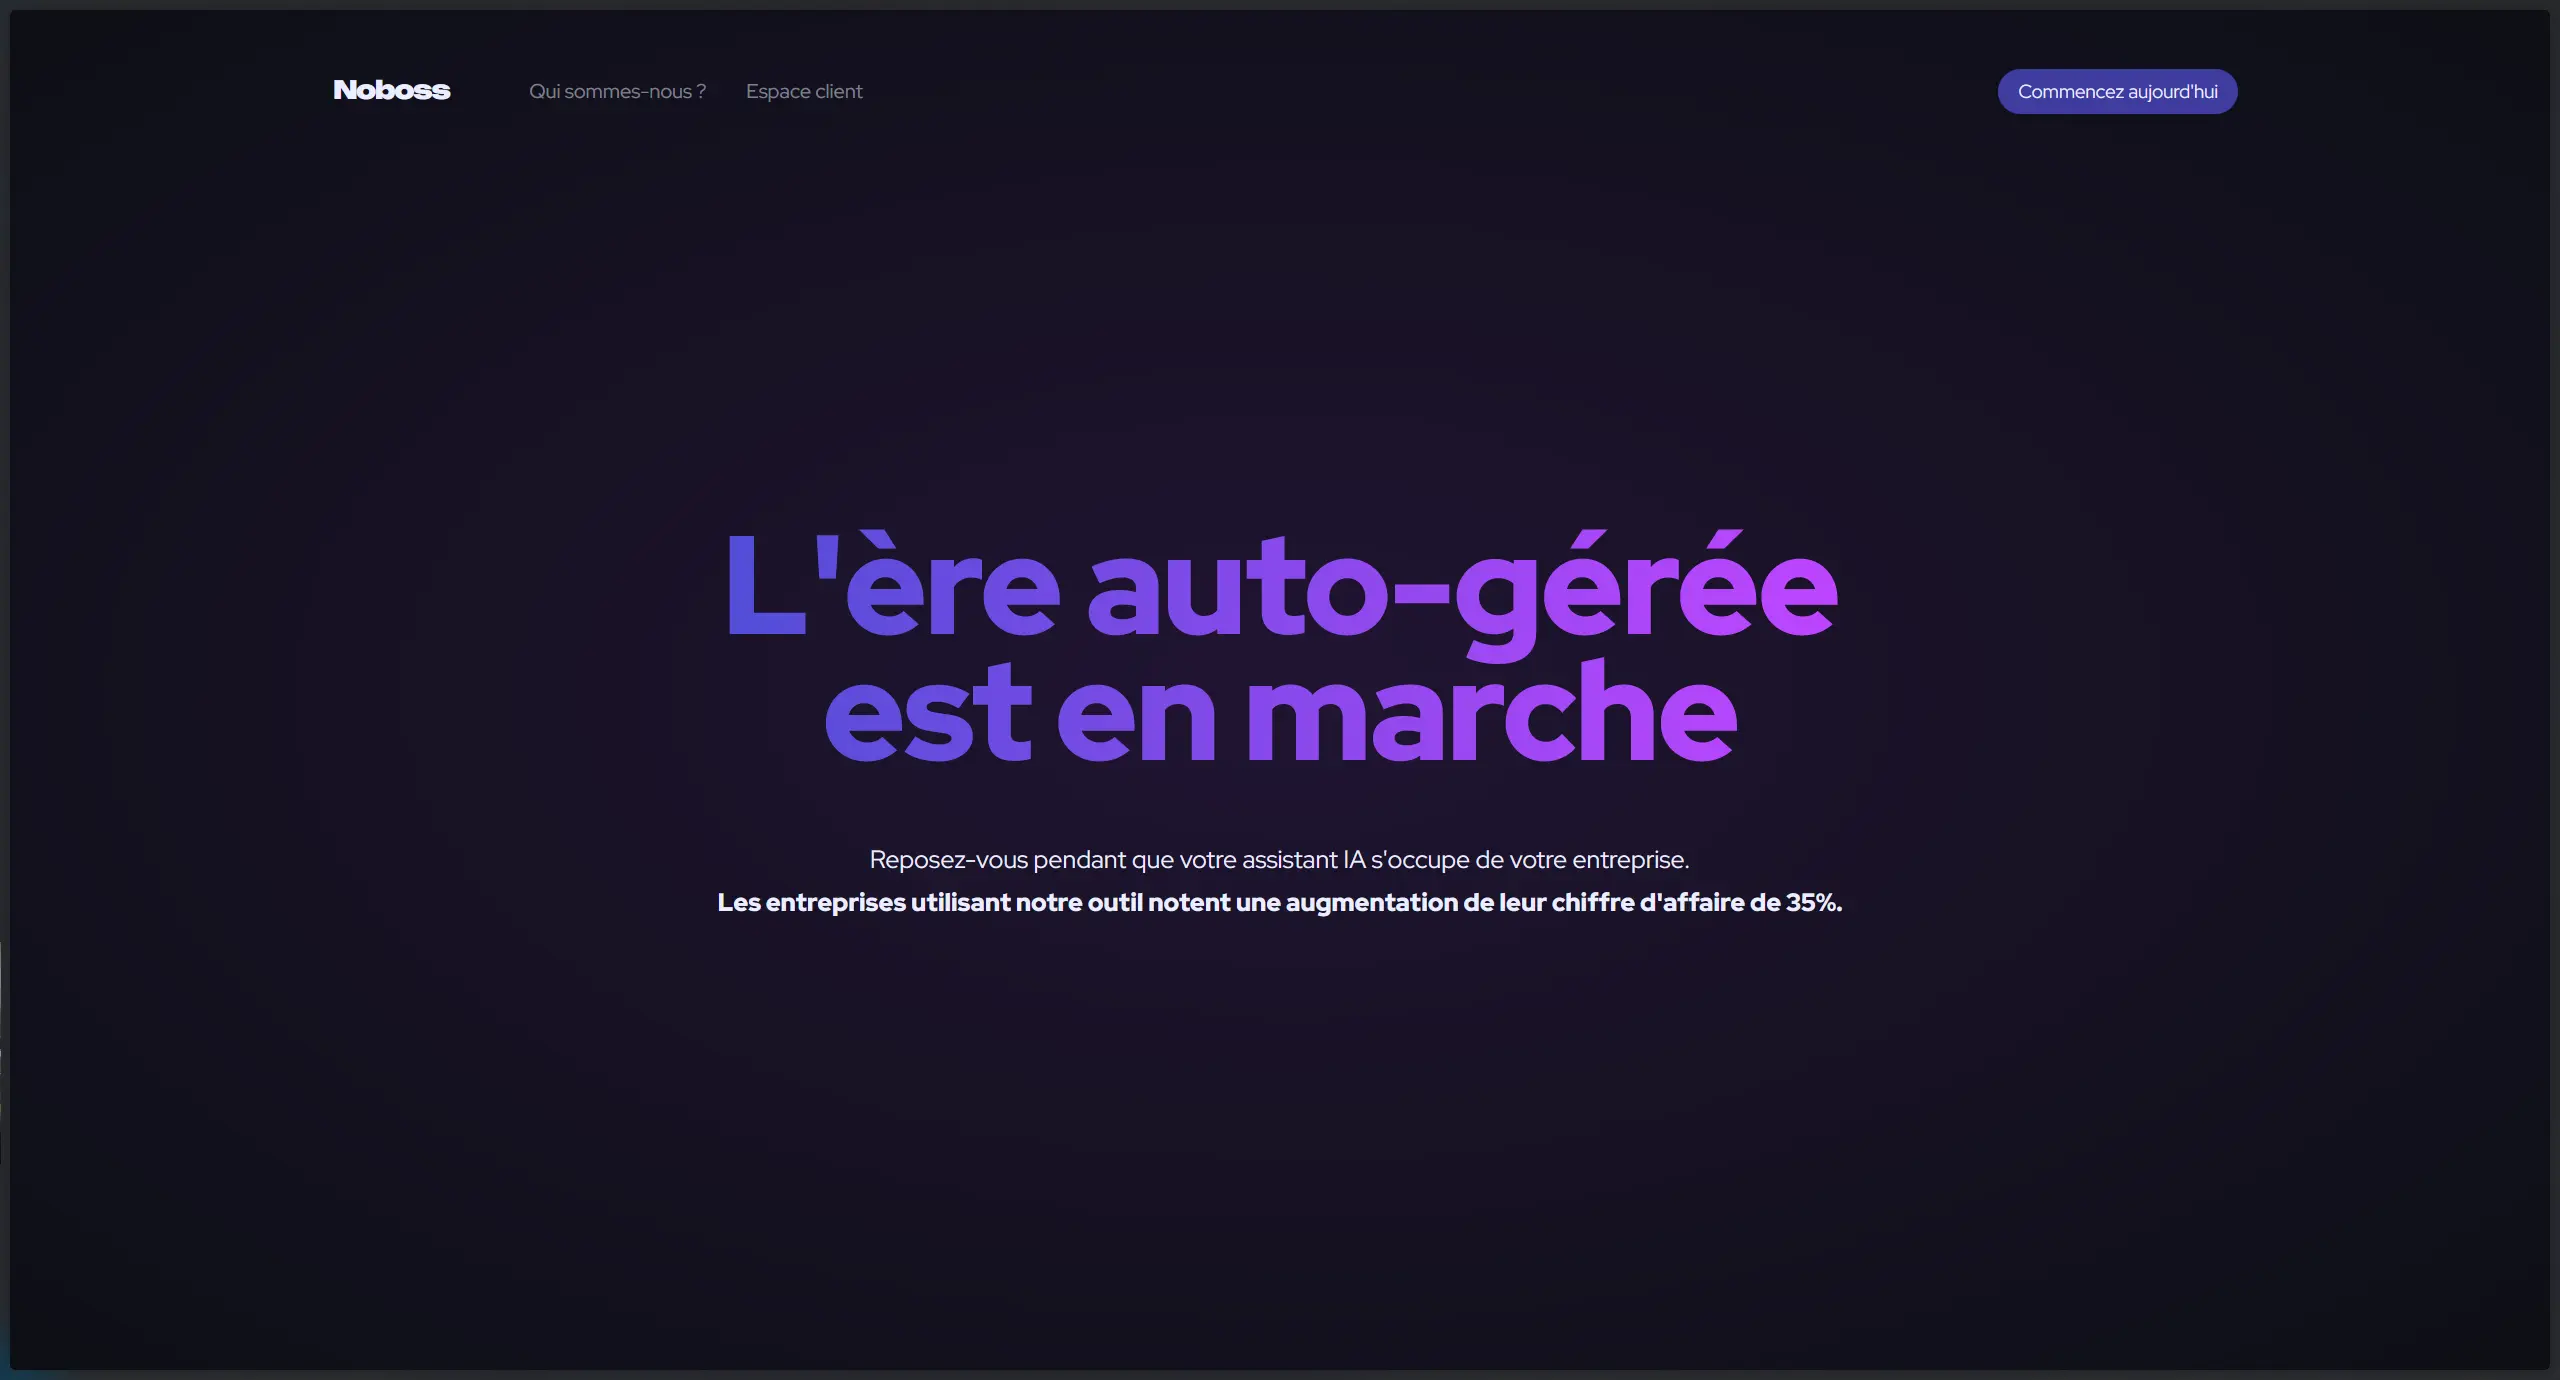 Noboss
Qui sommes-nous ?
Espace client
Commencez aujourd'hui
L'ère auto-gérée
est en marche
Reposez-vous pendant que votre assistant IA s'occupe de votre entreprise.
Les entreprises utilisant notre outil notent une augmentation de leur chiffre d'affaire de 35%.